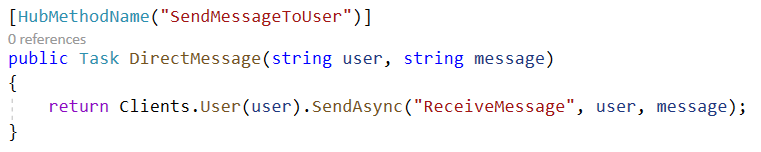 [HubMethodName("SendMessageToUser")]
0 references
public Task DirectMessage(string user, string message)
{
return Clients.User(user).SendAsync("ReceiveMessage", user, message);
}